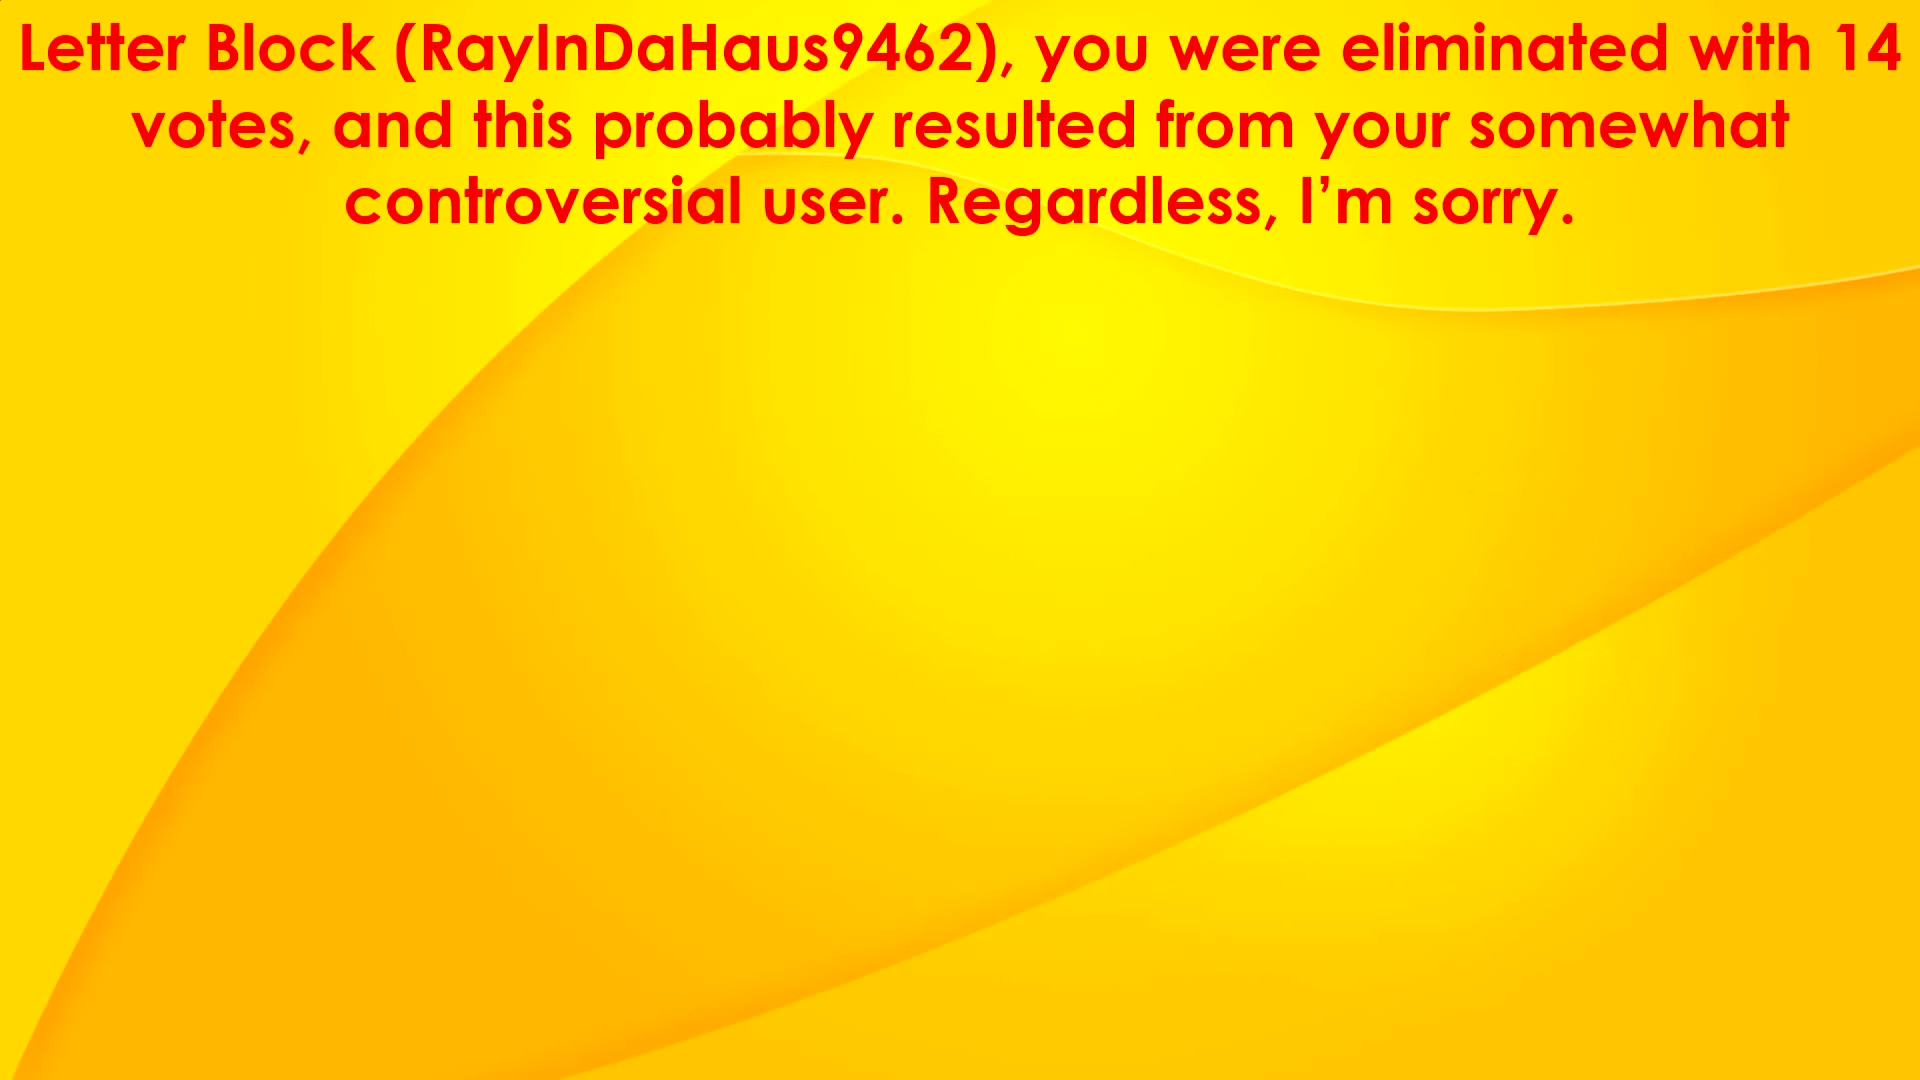 Letter Block (RayInDaHaus9462), you were eliminated with 14
votes, and this probably resulted from your somewhat
controversial user. Regardless, I’m sorry.